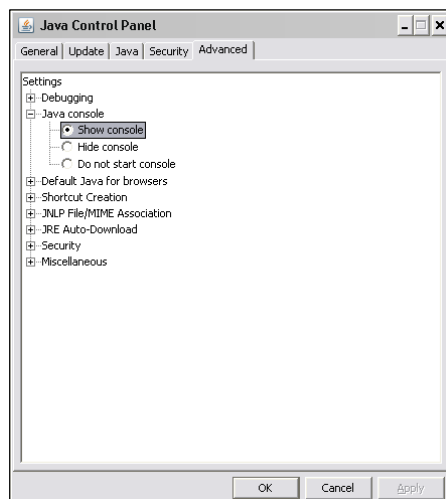 Java Control Panel
General Update Java Security Advanced
Settings
Debugging
Java console
Show console
Hide console
Do not start console
Default Java for browsers
Shortcut Creation
JNLP File/MIME Association
JRE Auto-Download
Security
Miscellaneous
OK Cancel Apply